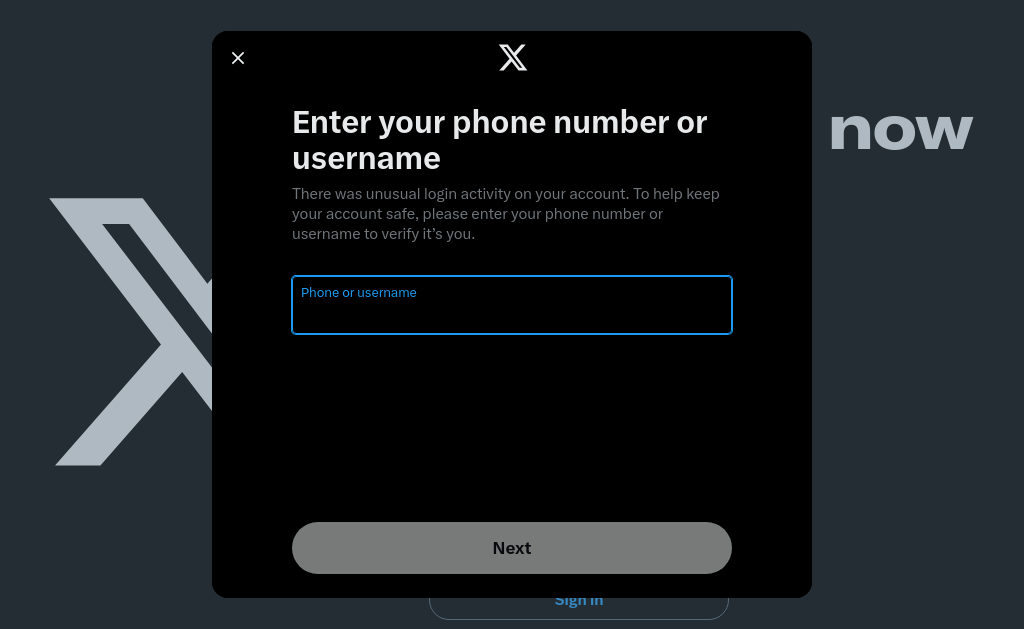 Enter your phone number or
username
There was unusual login activity on your account. To help keep
your account safe, please enter your phone number or
username to verify it’s you.
Phone or username
Next
now
Sign in